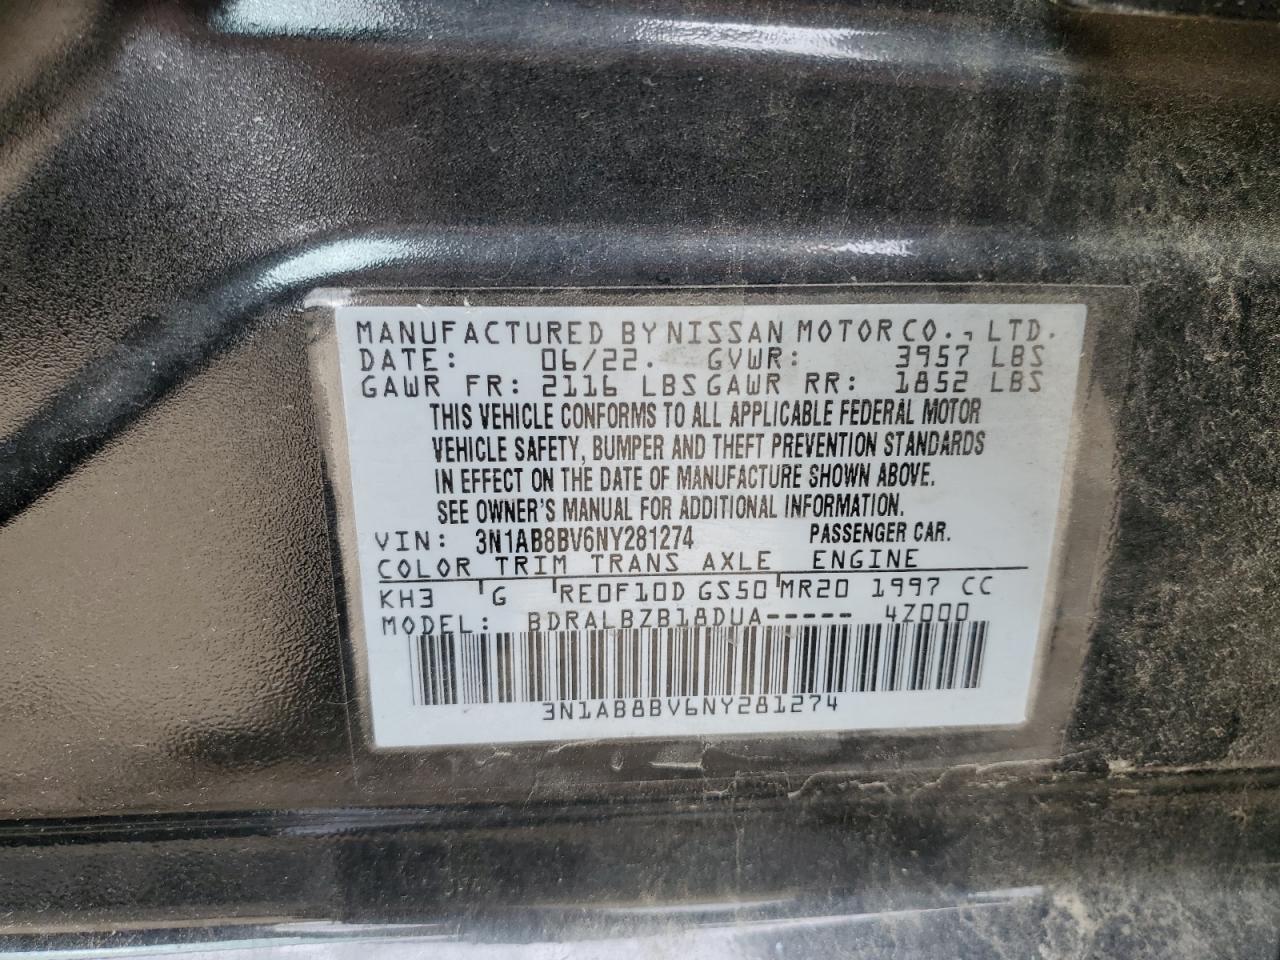 MANUFACTURED BY NISSAN MOTOR CO., LTD.
DATE: 06/22. GVWR: 3957 LBS
GAWR FR: 2116 LBS GAWR RR: 1852 LBS
THIS VEHICLE CONFORMS TO ALL APPLICABLE FEDERAL MOTOR
VEHICLE SAFETY, BUMPER AND THEFT PREVENTION STANDARDS
IN EFFECT ON THE DATE OF MANUFACTURE SHOWN ABOVE.
SEE OWNER'S MANUAL FOR ADDITIONAL INFORMATION.
VIN: 3N1AB8BV6NY281274 PASSENGER CAR.
COLOR TRIM TRANS AXLE ENGINE
KH3 G RE0F10D GS50 MR20 1997 CC
MODEL: BDRALBZB18DUA----- 4Z000
3N1AB8BV6NY281274